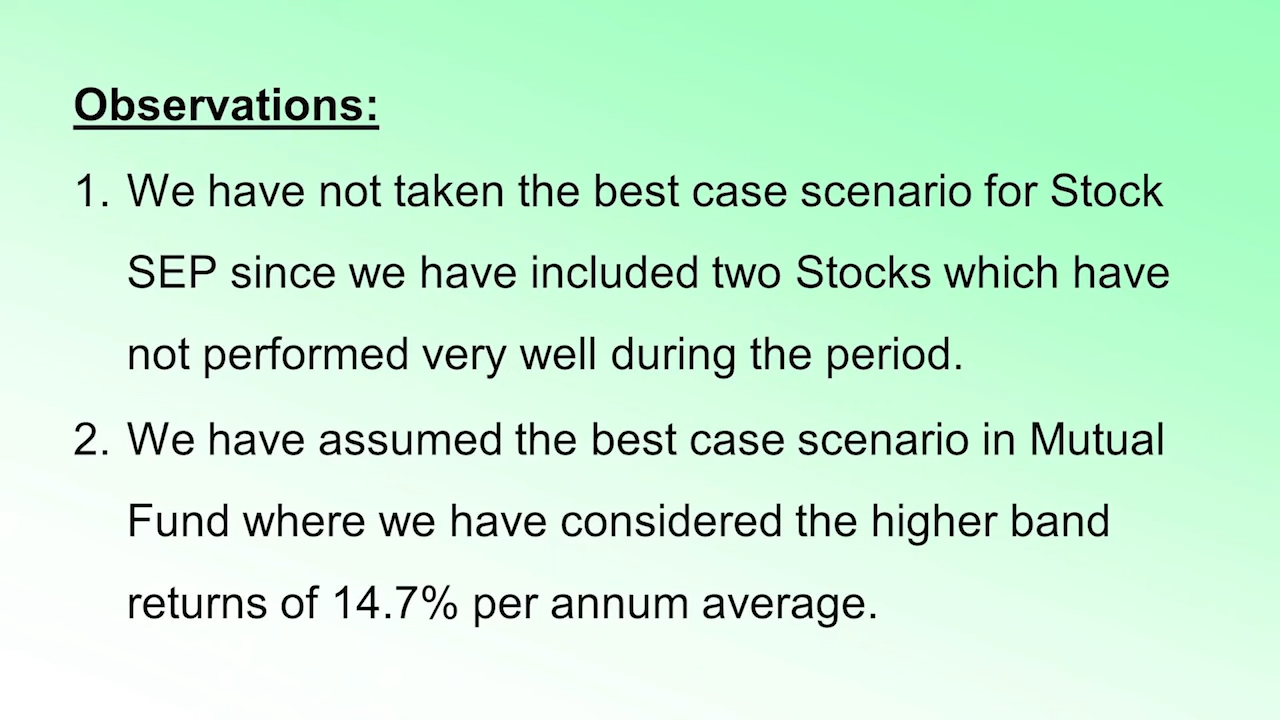 Observations:
1. We have not taken the best case scenario for Stock
SEP since we have included two Stocks which have
not performed very well during the period.
2. We have assumed the best case scenario in Mutual
Fund where we have considered the higher band
returns of 14.7% per annum average.